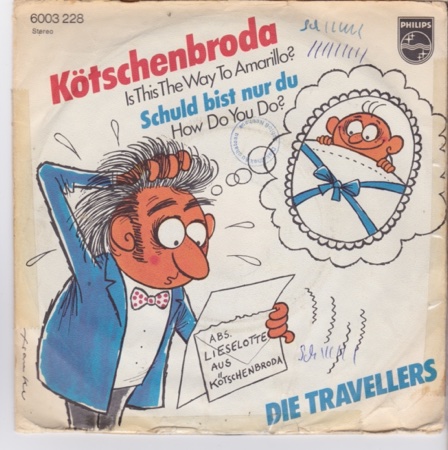 6003 228
Stereo
PHILIPS
Kötschenbroda
Is This The Way To Amarillo?
Schuld bist nur du
How Do You Do?
ABS.
LIESELOTTE
AUS
KÖTSCHENBRODA
DIE TRAVELLERS